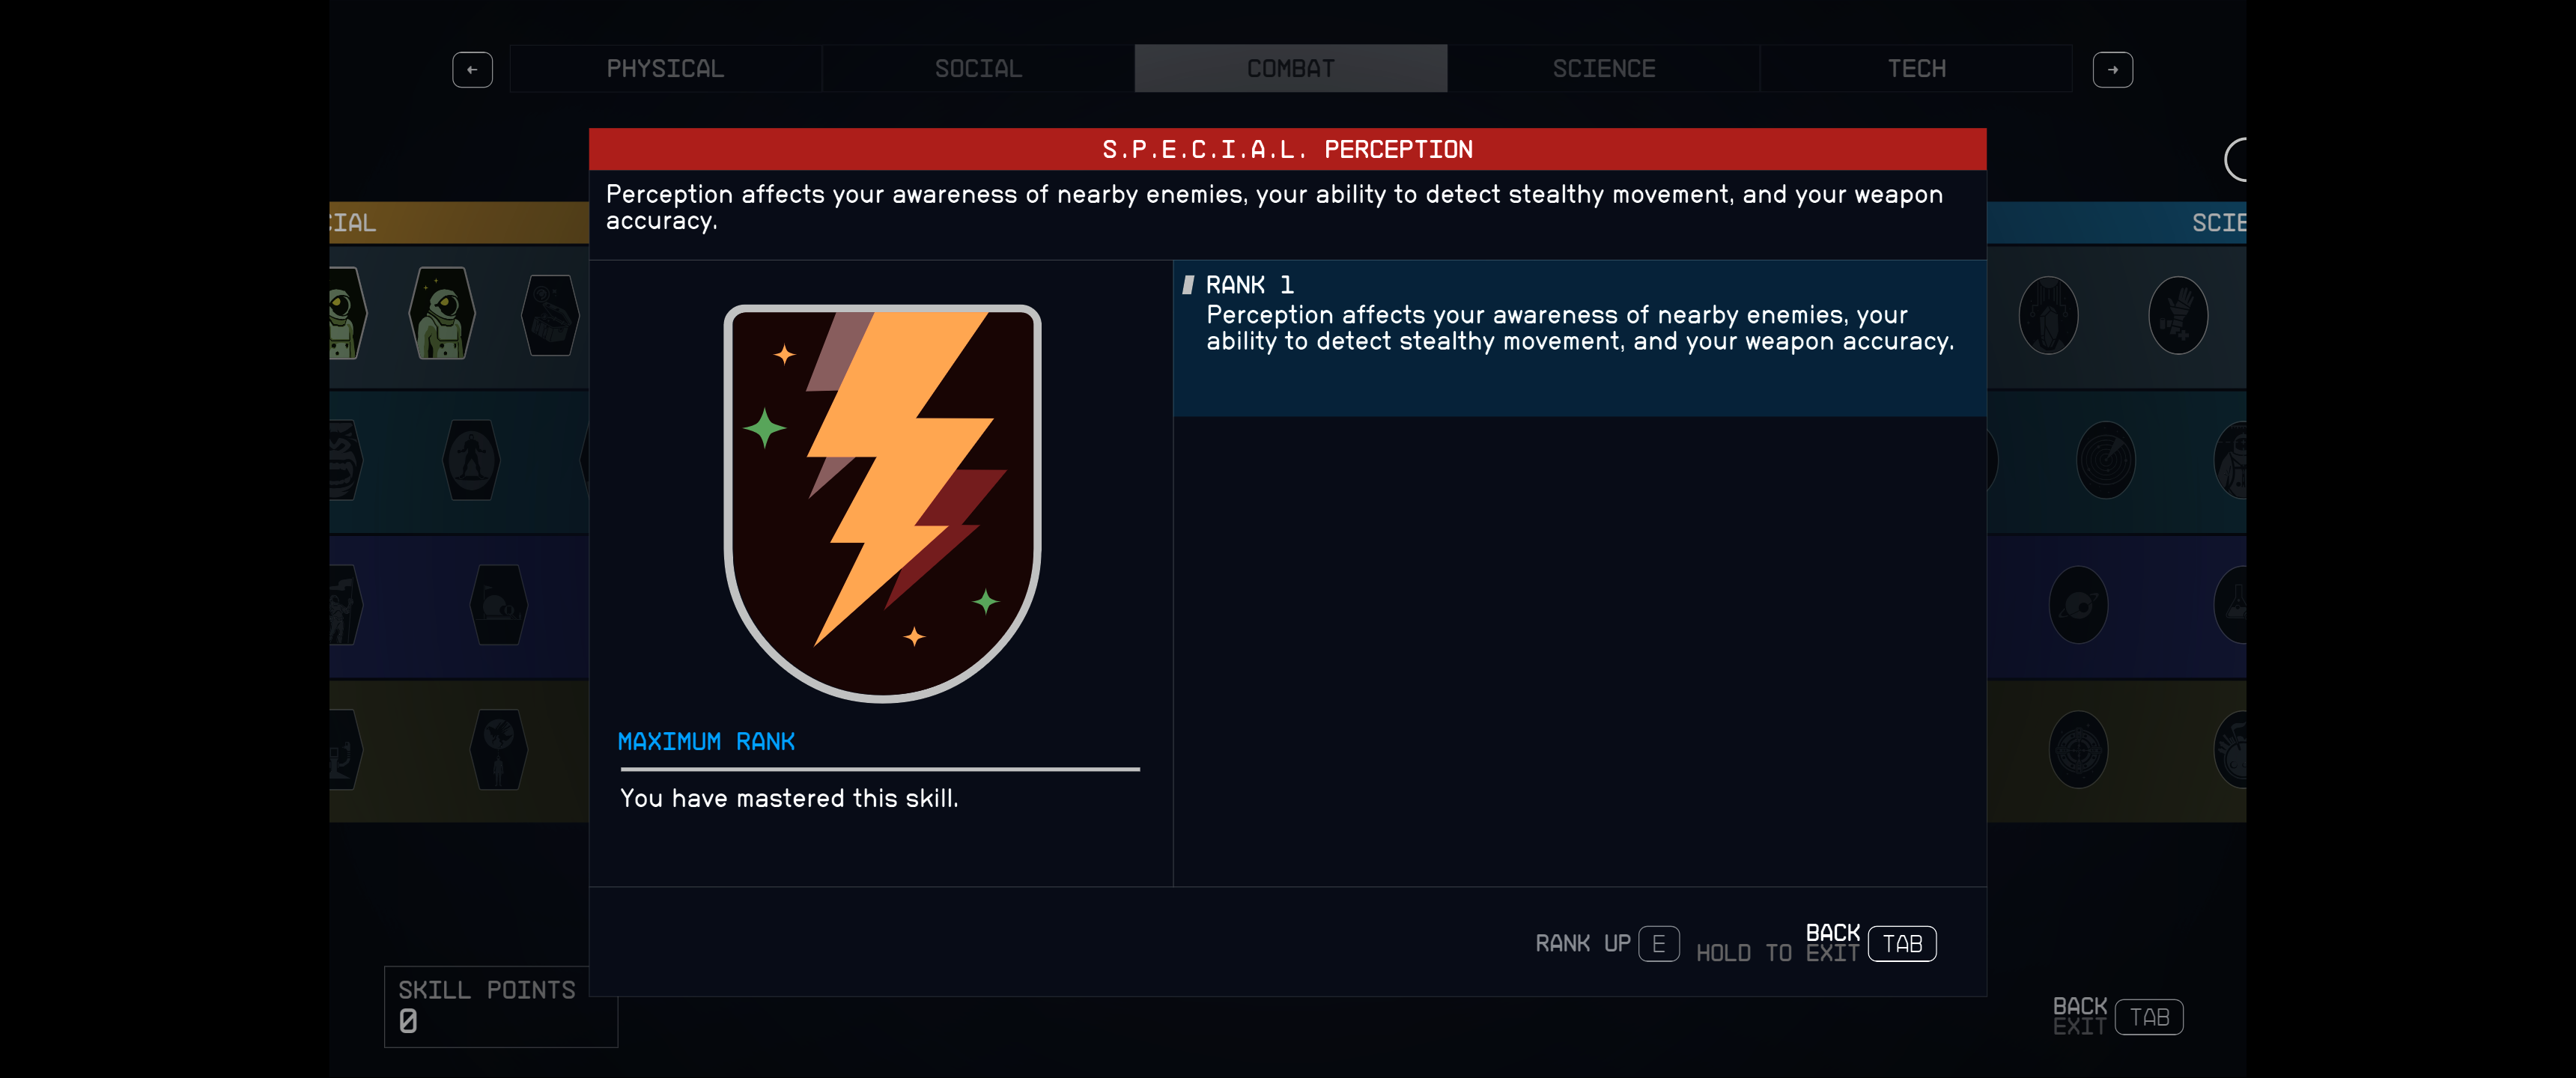 ←
PHYSICAL
SOCIAL
COMBAT
SCIENCE
TECH
→
S.P.E.C.I.A.L. PERCEPTION
Perception affects your awareness of nearby enemies, your ability to detect stealthy movement, and your weapon
accuracy.
CIAL
SCIE
RANK 1
Perception affects your awareness of nearby enemies, your
ability to detect stealthy movement, and your weapon accuracy.
MAXIMUM RANK
You have mastered this skill.
RANK UP E
HOLD TO
BACK
EXIT
TAB
SKILL POINTS
0
BACK
EXIT
TAB